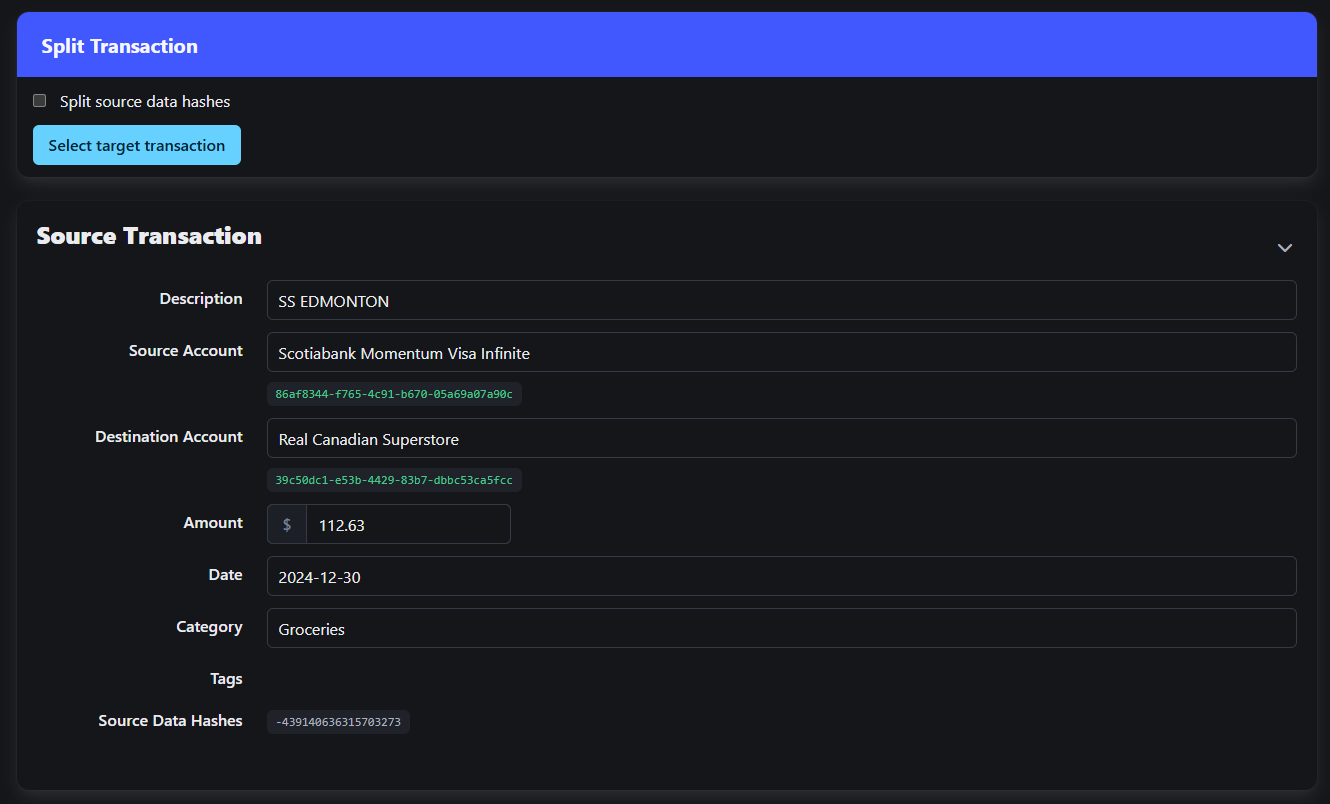 Split Transaction
Split source data hashes
Select target transaction
Source Transaction
Description
SS EDMONTON
Source Account
Scotiabank Momentum Visa Infinite
86af8344-f765-4c91-b670-05a69a07a90c
Destination Account
Real Canadian Superstore
39c50dc1-e53b-4429-83b7-dbbc53ca5fcc
Amount
$ 112.63
Date
2024-12-30
Category
Groceries
Tags
Source Data Hashes
-439140636315703273